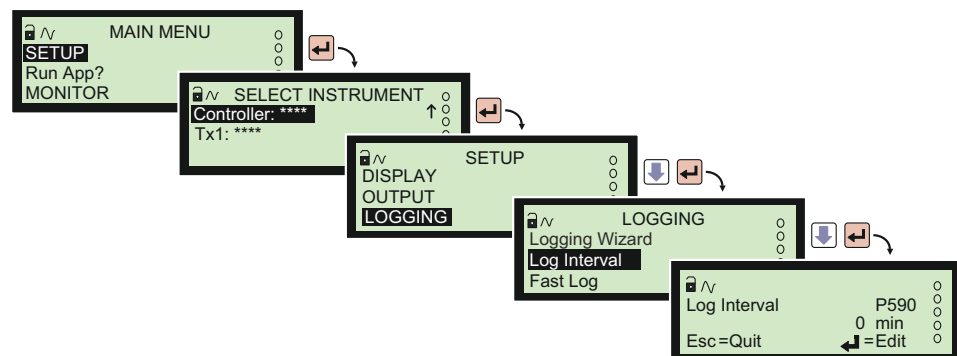 MAIN MENU
SETUP
Run App?
MONITOR
SELECT INSTRUMENT
Controller: ****
Tx1: ****
SETUP
DISPLAY
OUTPUT
LOGGING
LOGGING
Logging Wizard
Log Interval
Fast Log
Log Interval P590
0 min
Esc=Quit =Edit